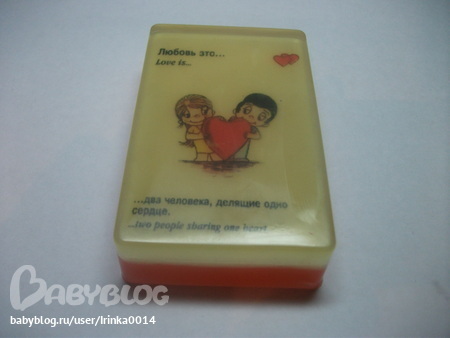 Любовь это...
Love is...
...два человека, делящие одно
сердце.
...two people sharing one heart.
BABYBLOG
babyblog.ru/user/Irinka0014